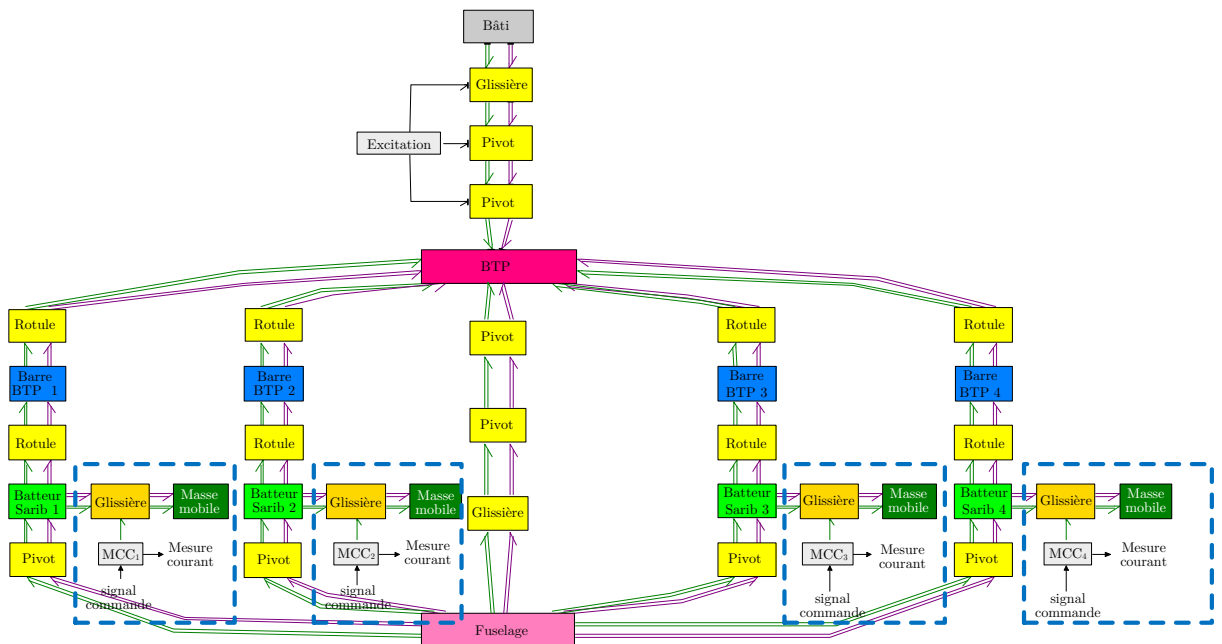 Bâti
Glissière
Excitation
Pivot
Pivot
BTP
Rotule
Rotule
Pivot
Rotule
Rotule
Barre
BTP 1
Barre
BTP 2
Barre
BTP 3
Barre
BTP 4
Rotule
Rotule
Pivot
Rotule
Rotule
Batteur
Sarib 1
Glissière
Masse
mobile
Batteur
Sarib 2
Glissière
Masse
mobile
Glissière
Batteur
Sarib 3
Glissière
Masse
mobile
Batteur
Sarib 4
Glissière
Masse
mobile
Pivot
MCC₁
Mesure
courant
Pivot
MCC₂
Mesure
courant
Pivot
MCC₃
Mesure
courant
Pivot
MCC₄
Mesure
courant
signal
commande
signal
commande
signal
commande
signal
commande
Fuselage